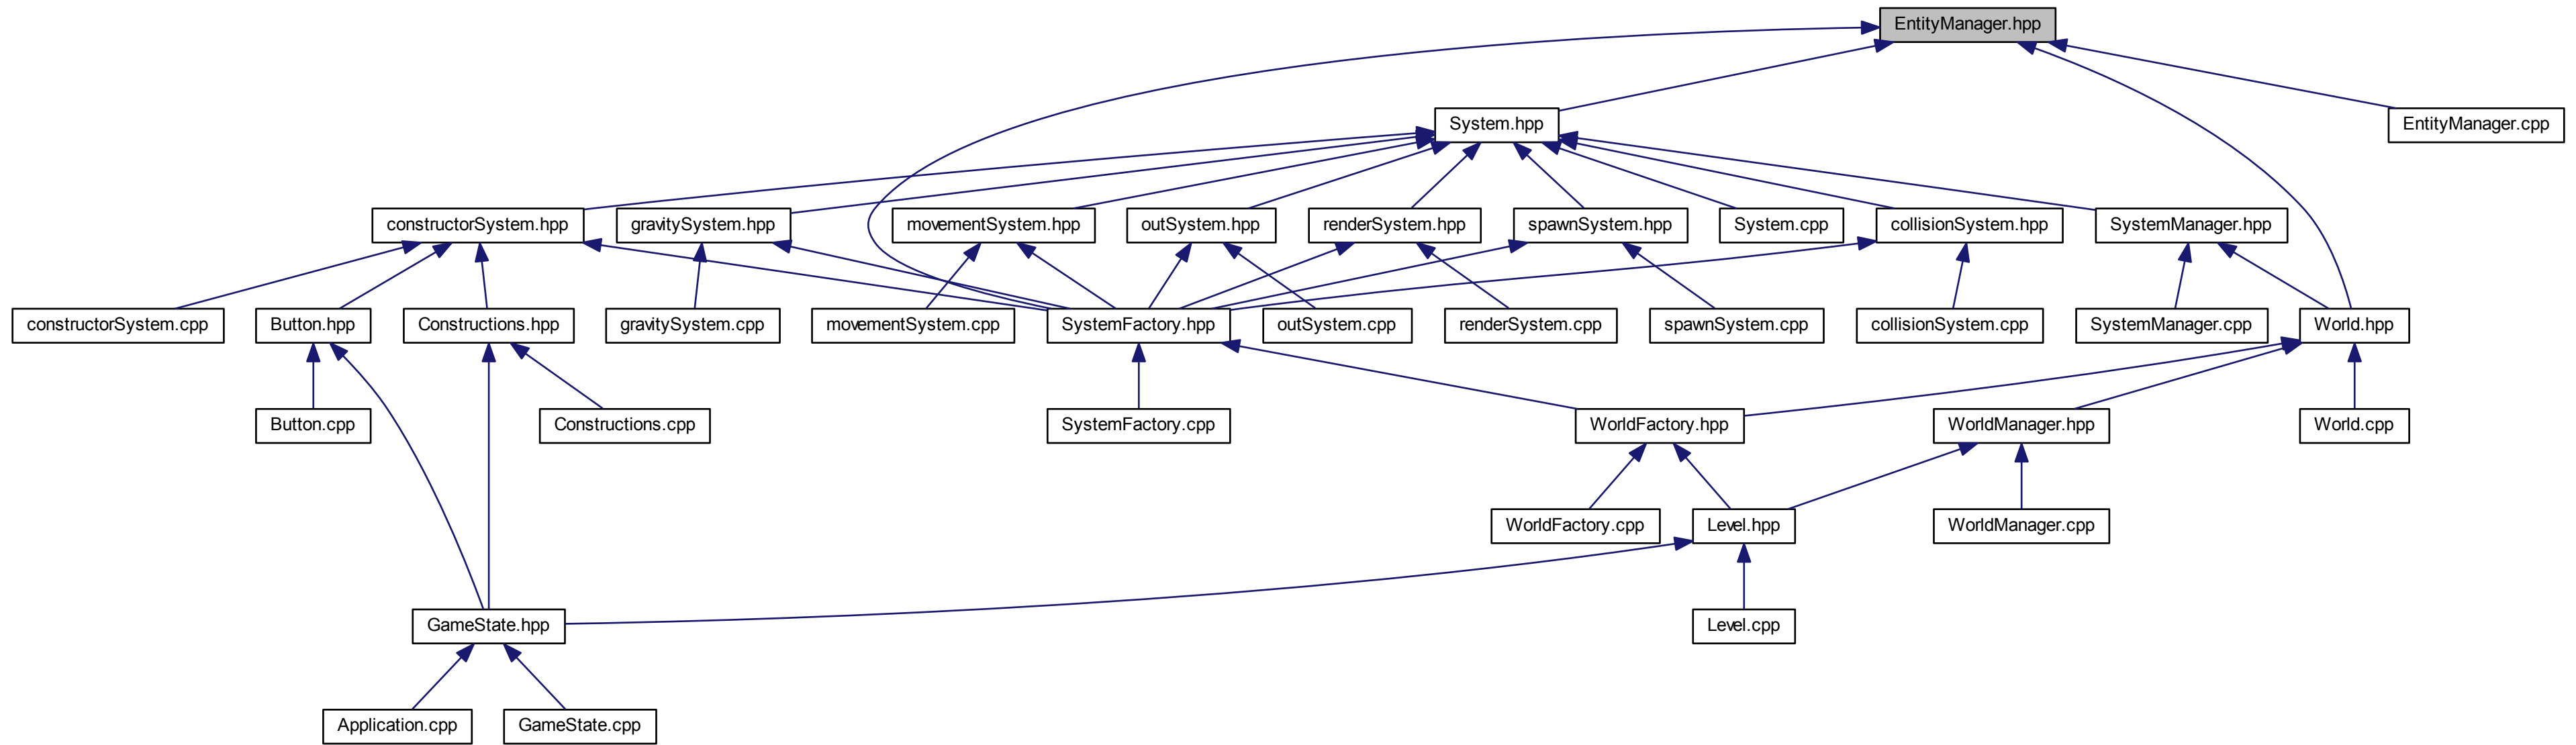 EntityManager.hpp
System.hpp
EntityManager.cpp
constructorSystem.hpp
gravitySystem.hpp
movementSystem.hpp
outSystem.hpp
renderSystem.hpp
spawnSystem.hpp
System.cpp
collisionSystem.hpp
SystemManager.hpp
constructorSystem.cpp
Button.hpp
Constructions.hpp
gravitySystem.cpp
movementSystem.cpp
SystemFactory.hpp
outSystem.cpp
renderSystem.cpp
spawnSystem.cpp
collisionSystem.cpp
SystemManager.cpp
World.hpp
Button.cpp
Constructions.cpp
SystemFactory.cpp
WorldFactory.hpp
WorldManager.hpp
World.cpp
WorldFactory.cpp
Level.hpp
WorldManager.cpp
GameState.hpp
Level.cpp
Application.cpp
GameState.cpp